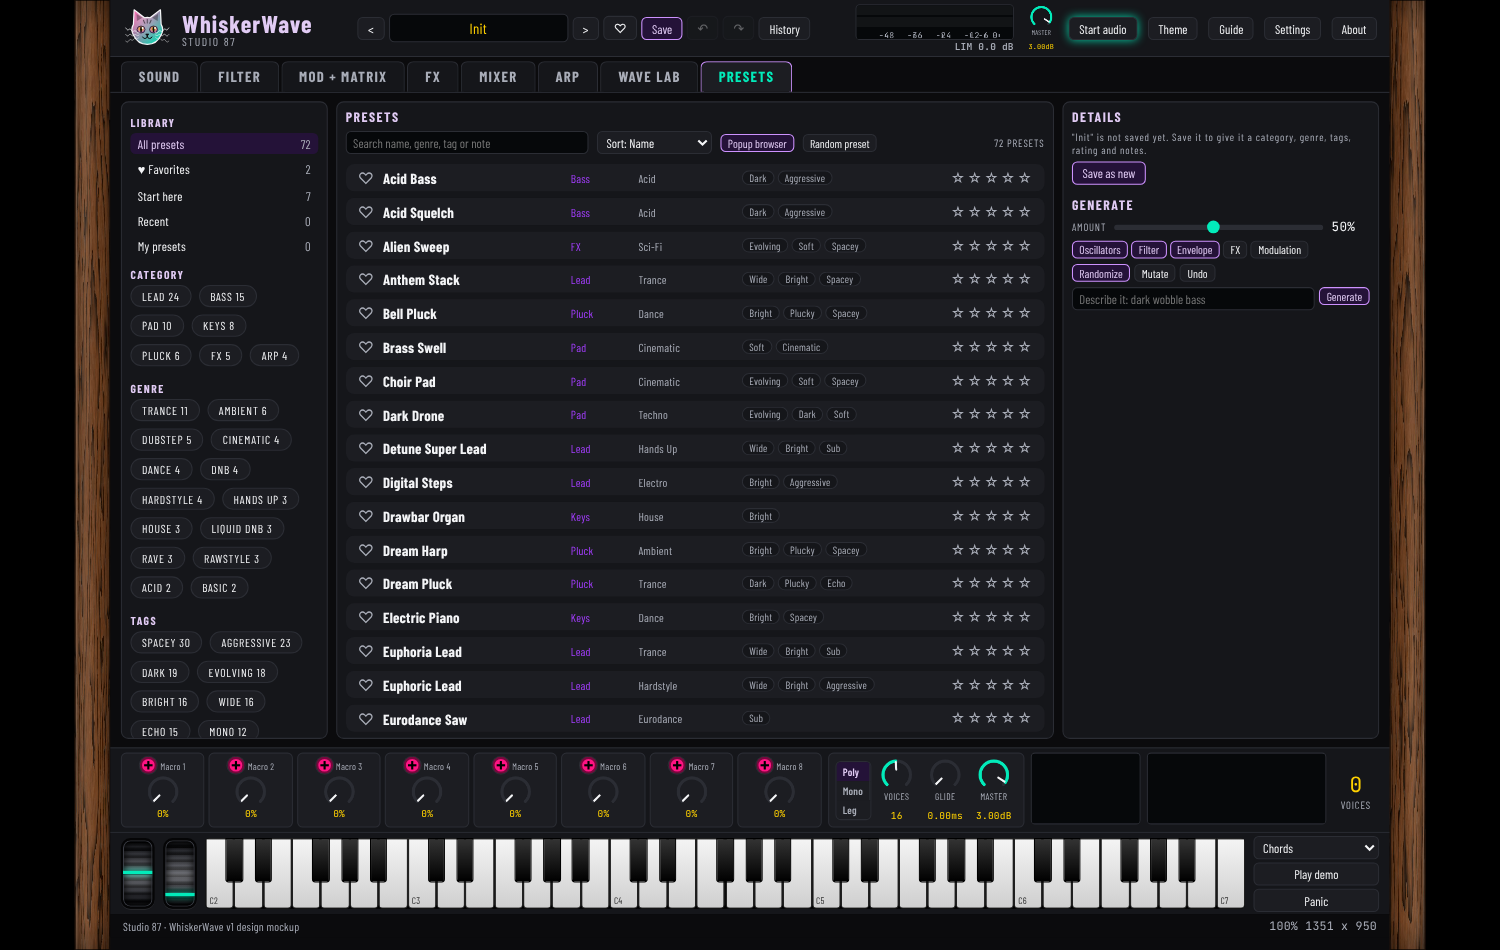 WhiskerWave
STUDIO 87
<
Init
>
Save
History
LIM 0.0 dB
MASTER
3.00dB
Start audio
Theme
Guide
Settings
About
SOUND
FILTER
MOD + MATRIX
FX
MIXER
ARP
WAVE LAB
PRESETS
LIBRARY
All presets 72
♥ Favorites 2
Start here 7
Recent 0
My presets 0
CATEGORY
LEAD 24 BASS 15
PAD 10 KEYS 8
PLUCK 6 FX 5 ARP 4
GENRE
TRANCE 11 AMBIENT 6
DUBSTEP 5 CINEMATIC 4
DANCE 4 DNB 4
HARDSTYLE 4 HANDS UP 3
HOUSE 3 LIQUID DNB 3
RAVE 3 RAWSTYLE 3
ACID 2 BASIC 2
TAGS
SPACEY 30 AGGRESSIVE 23
DARK 19 EVOLVING 18
BRIGHT 16 WIDE 16
ECHO 15 MONO 12
PRESETS
Search name, genre, tag or note
Sort: Name
Popup browser
Random preset
72 PRESETS
Acid Bass Bass Acid Dark Aggressive
Acid Squelch Bass Acid Dark Aggressive
Alien Sweep FX Sci-Fi Evolving Soft Spacey
Anthem Stack Lead Trance Wide Bright Spacey
Bell Pluck Pluck Dance Bright Plucky Spacey
Brass Swell Pad Cinematic Soft Cinematic
Choir Pad Pad Cinematic Evolving Soft Spacey
Dark Drone Pad Techno Evolving Dark Soft
Detune Super Lead Lead Hands Up Wide Bright Sub
Digital Steps Lead Electro Bright Aggressive
Drawbar Organ Keys House Bright
Dream Harp Pluck Ambient Bright Plucky Spacey
Dream Pluck Pluck Trance Dark Plucky Echo
Electric Piano Keys Dance Bright Spacey
Euphoria Lead Lead Trance Wide Bright Sub
Euphoric Lead Lead Hardstyle Wide Bright Aggressive
Eurodance Saw Lead Eurodance Sub
DETAILS
"Init" is not saved yet. Save it to give it a category, genre, tags,
rating and notes.
Save as new
GENERATE
AMOUNT 50%
Oscillators Filter Envelope FX Modulation
Randomize Mutate Undo
Describe it: dark wobble bass
Generate
Macro 1 Macro 2 Macro 3 Macro 4 Macro 5 Macro 6 Macro 7 Macro 8
0% 0% 0% 0% 0% 0% 0% 0%
Poly
Mono
Leg
VOICES GLIDE MASTER
16 0.00ms 3.00dB
0
VOICES
C2 C3 C4 C5 C6 C7
Chords
Play demo
Panic
Studio 87 · WhiskerWave v1 design mockup
100% 1351 x 950